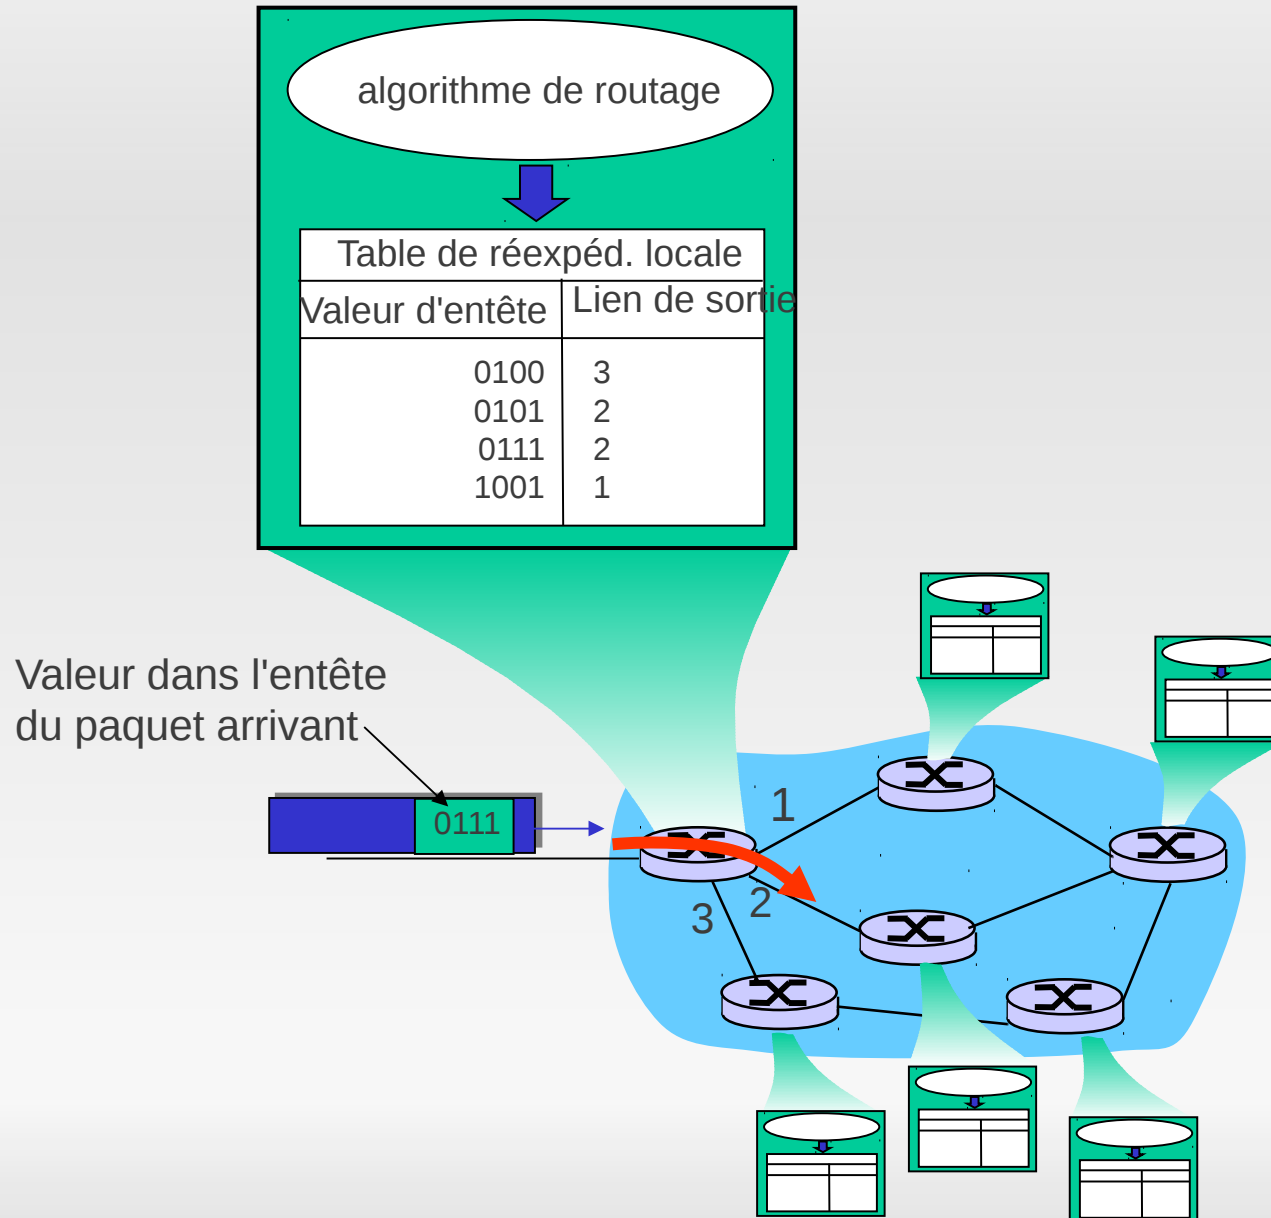 algorithme de routage
Table de réexpéd. locale
Valeur d'entête Lien de sortie
0100 3
0101 2
0111 2
1001 1
Valeur dans l'entête
du paquet arrivant
0111
1
2
3